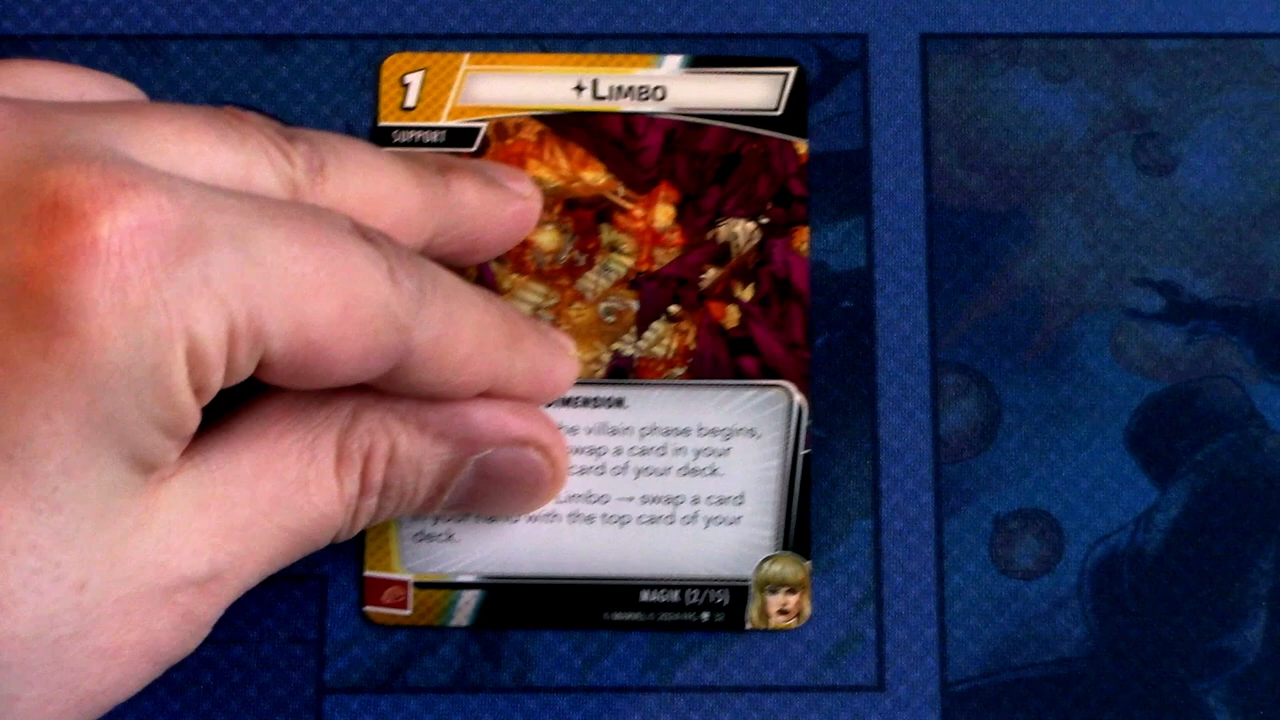 1
LIMBO
SUPPORT
DIMENSION.
he villain phase begins,
swap a card in your
card of your deck.
Limbo → swap a card
your hand with the top card of your
deck.
MAGIK (2/15)